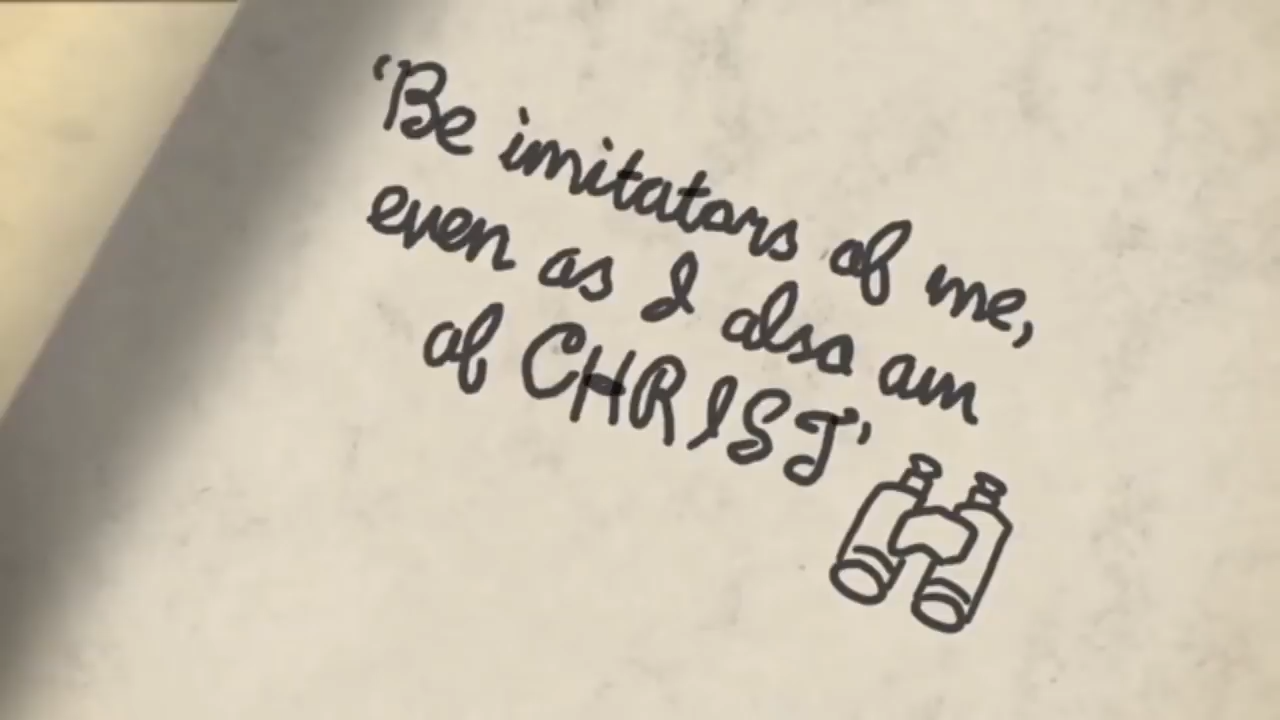 'Be imitators of me,
even as I also am
of CHRIST'